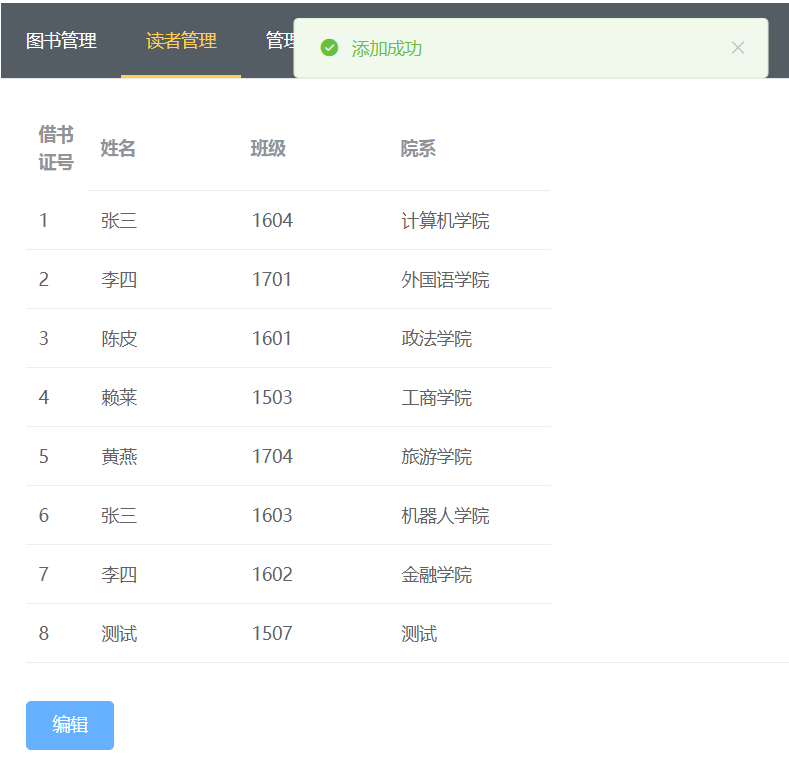 图书管理 读者管理 管理
添加成功
借书
证号 姓名 班级 院系
1 张三 1604 计算机学院
2 李四 1701 外国语学院
3 陈皮 1601 政法学院
4 赖莱 1503 工商学院
5 黄燕 1704 旅游学院
6 张三 1603 机器人学院
7 李四 1602 金融学院
8 测试 1507 测试
编辑